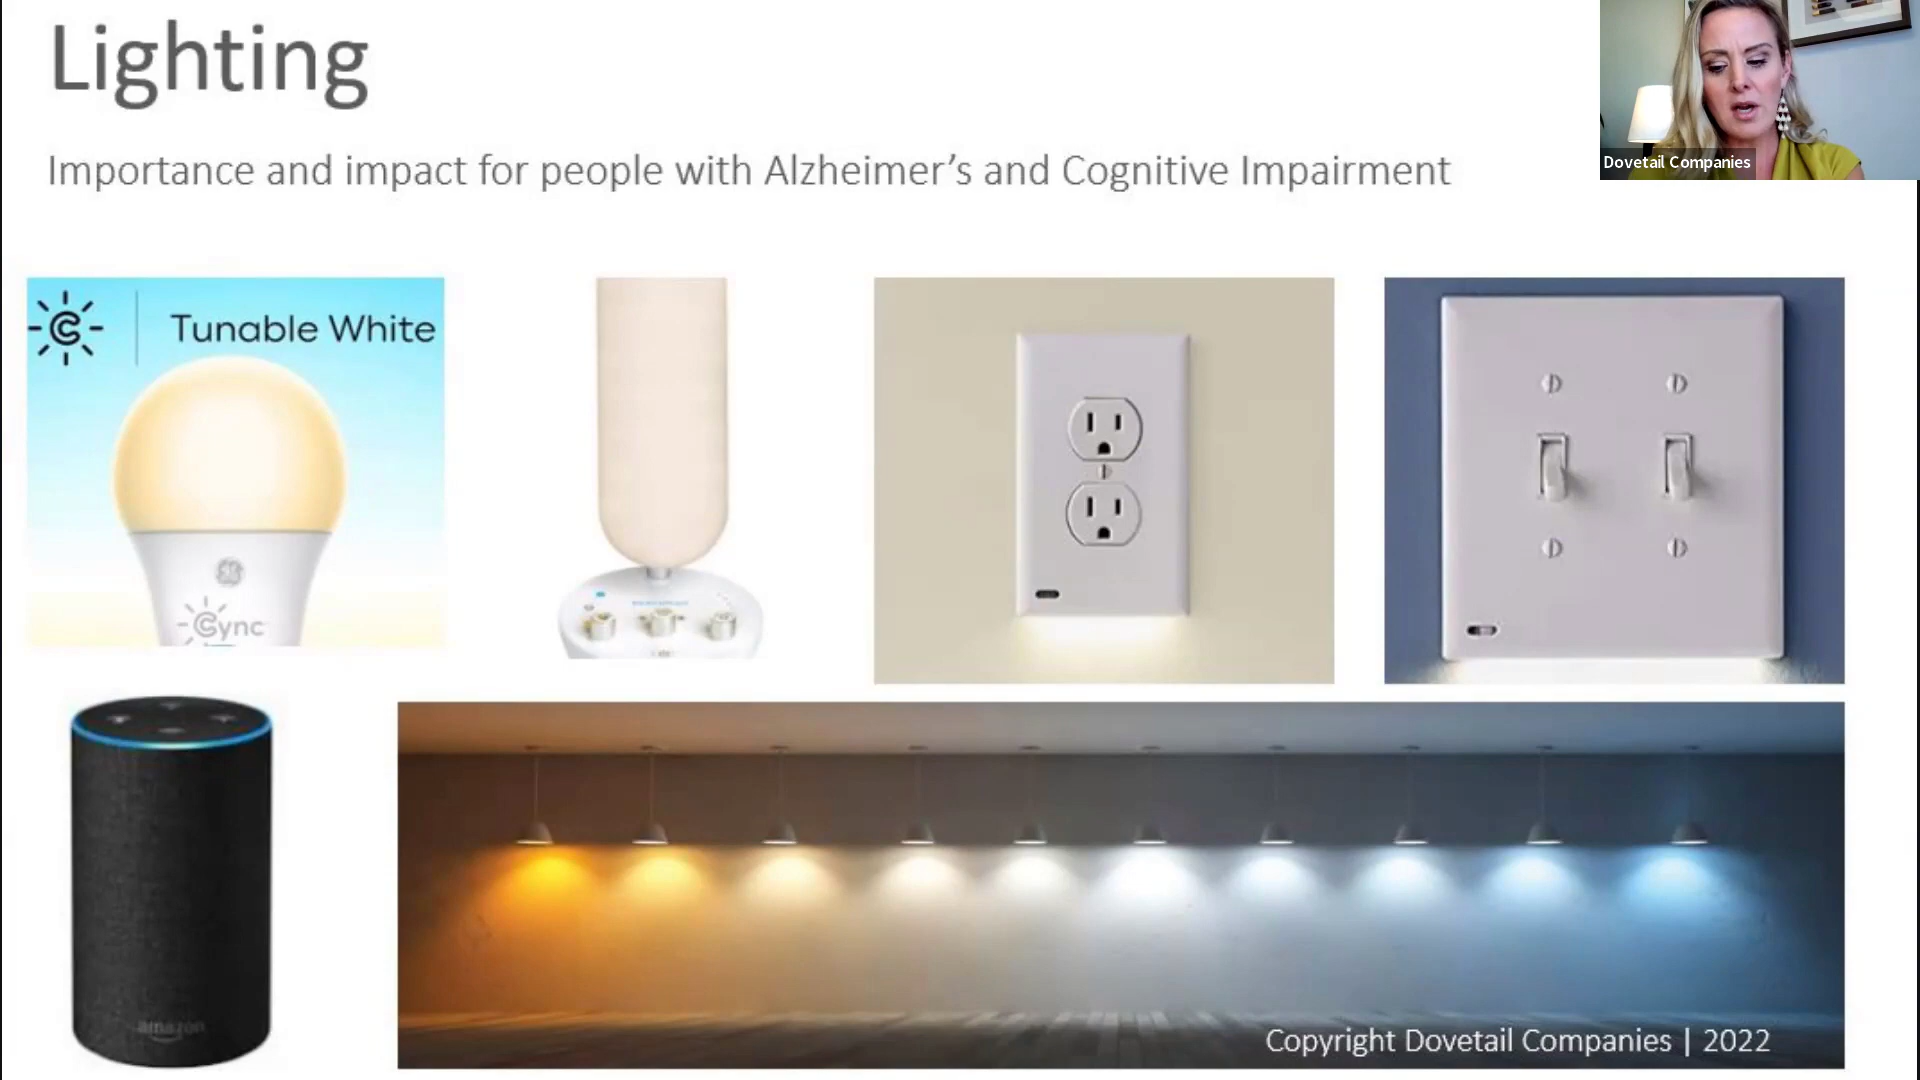 Lighting
Importance and impact for people with Alzheimer's and Cognitive Impairment
Dovetail Companies
C | Tunable White
GE
Cync
amazon
Copyright Dovetail Companies | 2022